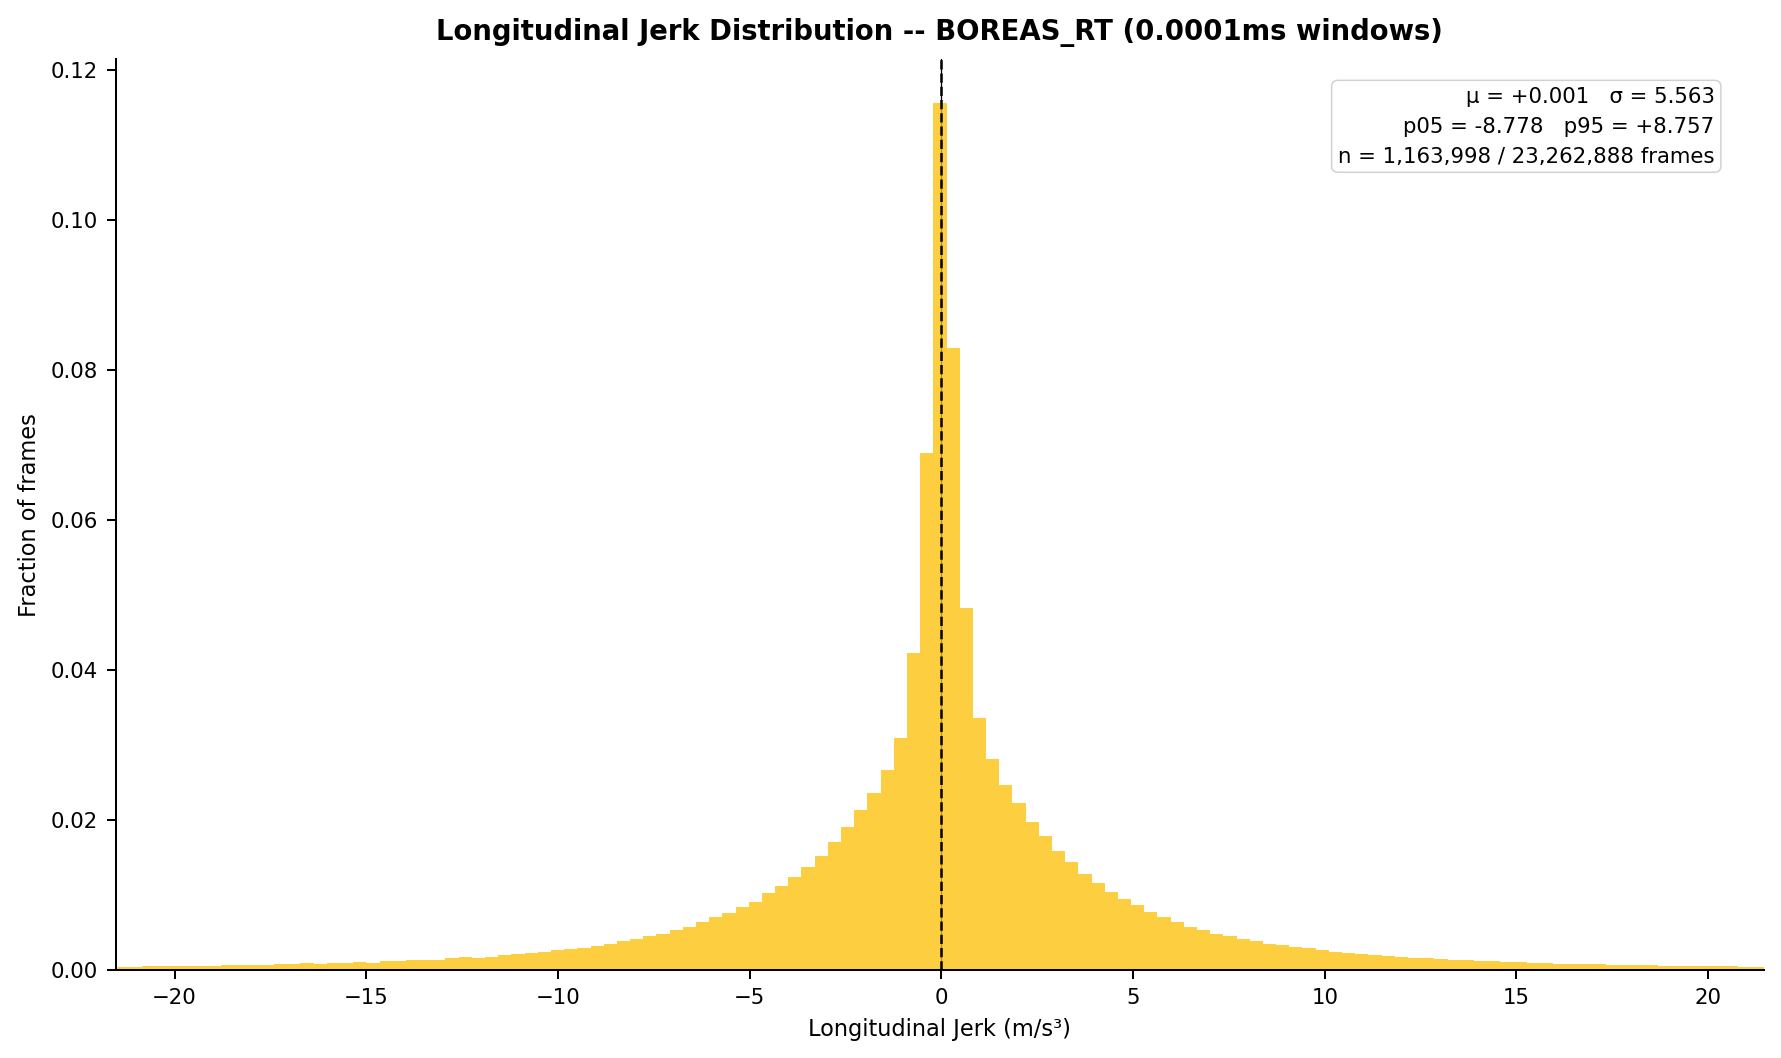 Longitudinal Jerk Distribution -- BOREAS_RT (0.0001ms windows)
μ = +0.001   σ = 5.563
p05 = -8.778   p95 = +8.757
n = 1,163,998 / 23,262,888 frames
Fraction of frames
0.12
0.10
0.08
0.06
0.04
0.02
0.00
−20 −15 −10 −5 0 5 10 15 20
Longitudinal Jerk (m/s³)